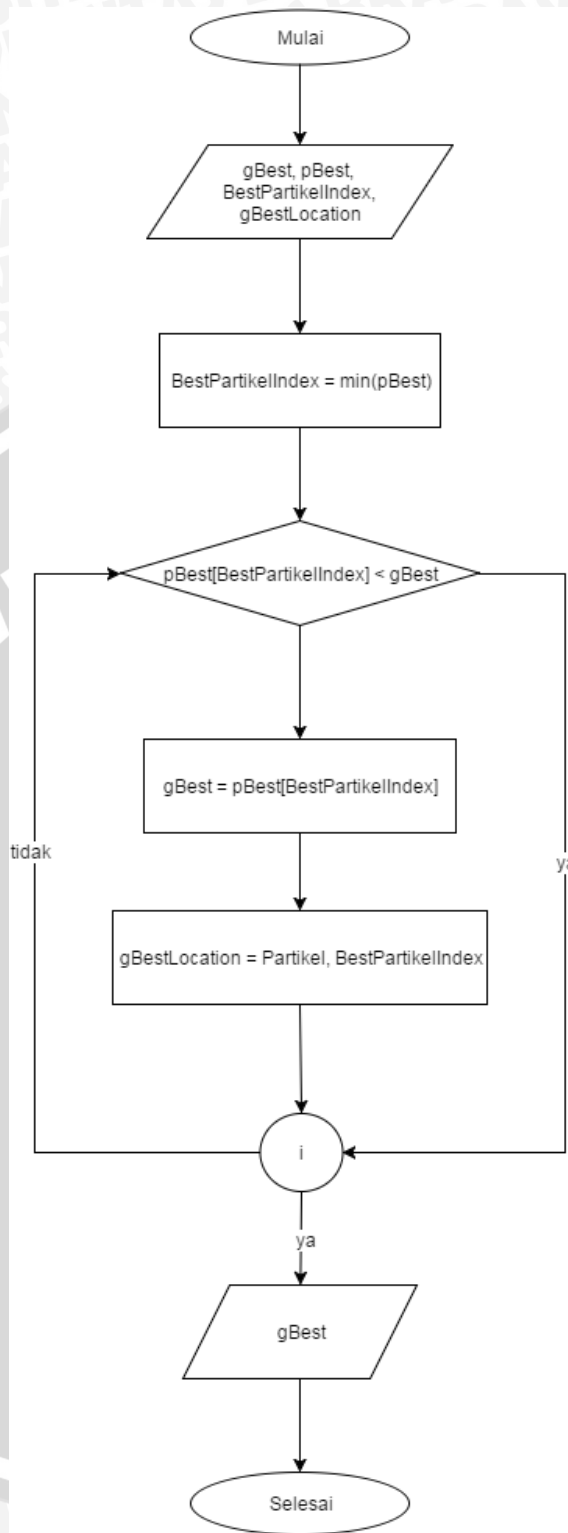 Mulai
gBest, pBest,
BestPartikelIndex,
gBestLocation
BestPartikelIndex = min(pBest)
pBest[BestPartikelIndex] < gBest
gBest = pBest[BestPartikelIndex]
tidak
ya
gBestLocation = Partikel, BestPartikelIndex
i
ya
gBest
Selesai